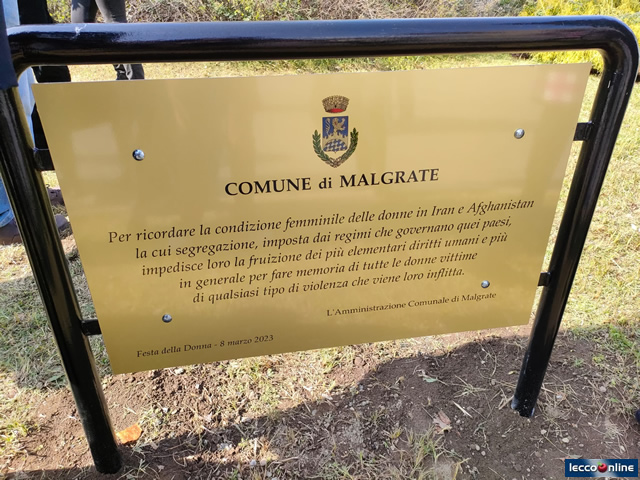 COMUNE di MALGRATE
Per ricordare la condizione femminile delle donne in Iran e Afghanistan
la cui segregazione, imposta dai regimi che governano quei paesi,
impedisce loro la fruizione dei più elementari diritti umani e più
in generale per fare memoria di tutte le donne vittime
di qualsiasi tipo di violenza che viene loro inflitta.
L'Amministrazione Comunale di Malgrate
Festa della Donna - 8 marzo 2023
lecconline